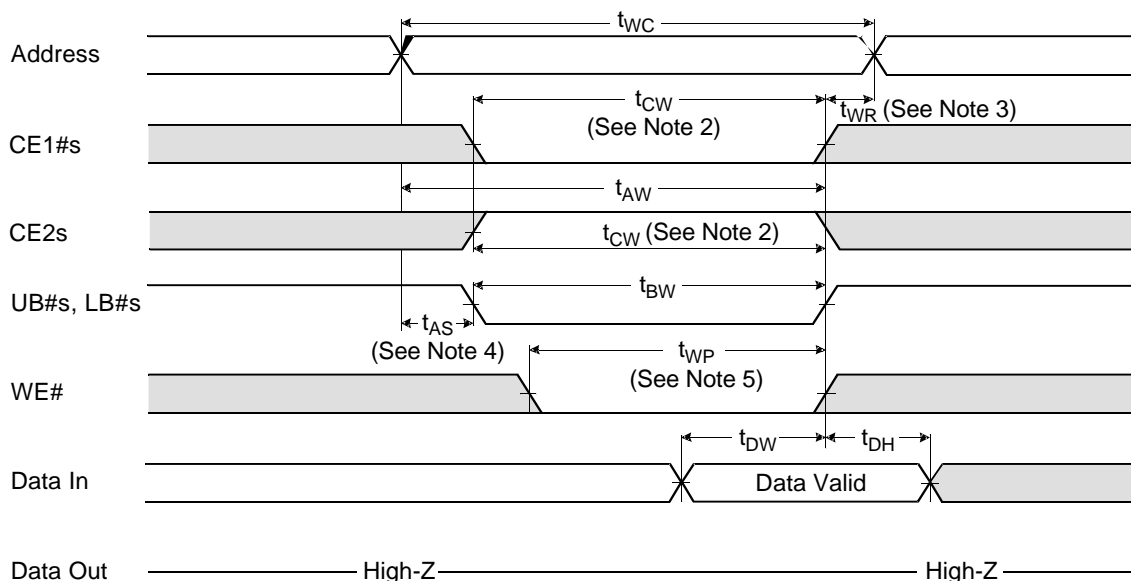 tWC
Address
tCW
(See Note 2)
tWR (See Note 3)
CE1#s
tAW
CE2s
tCW (See Note 2)
tBW
UB#s, LB#s
tAS
(See Note 4)
tWP
(See Note 5)
WE#
tDW
tDH
Data In
Data Valid
Data Out
High-Z
High-Z